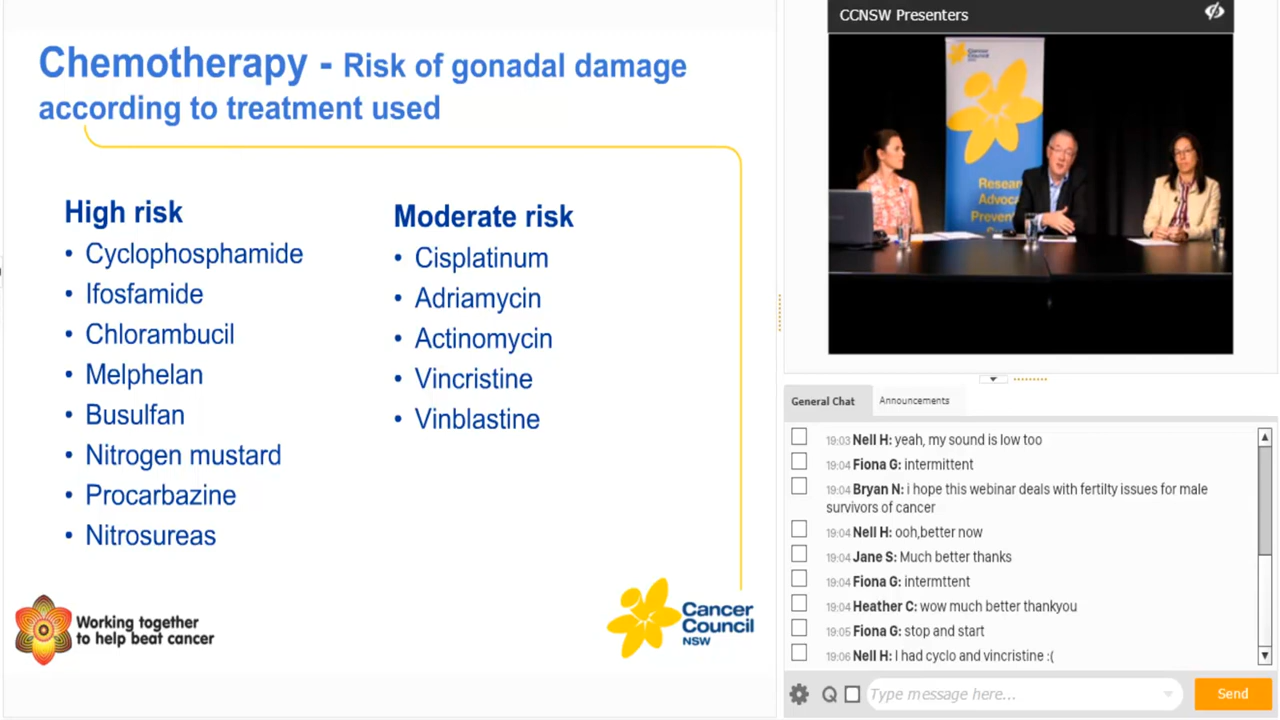 Chemotherapy - Risk of gonadal damage
according to treatment used
High risk
• Cyclophosphamide
• Ifosfamide
• Chlorambucil
• Melphelan
• Busulfan
• Nitrogen mustard
• Procarbazine
• Nitrosureas
Moderate risk
• Cisplatinum
• Adriamycin
• Actinomycin
• Vincristine
• Vinblastine
Working together
to help beat cancer
Cancer
Council
NSW
CCNSW Presenters
Cancer
Council
Resear
Advoca
Preventi
General Chat
Announcements
19:03 Nell H: yeah, my sound is low too
19:04 Fiona G: intermittent
19:04 Bryan N: i hope this webinar deals with fertilty issues for male
survivors of cancer
19:04 Nell H: ooh,better now
19:04 Jane S: Much better thanks
19:04 Fiona G: intermttent
19:04 Heather C: wow much better thankyou
19:05 Fiona G: stop and start
19:06 Nell H: I had cyclo and vincristine :(
Type message here...
Send